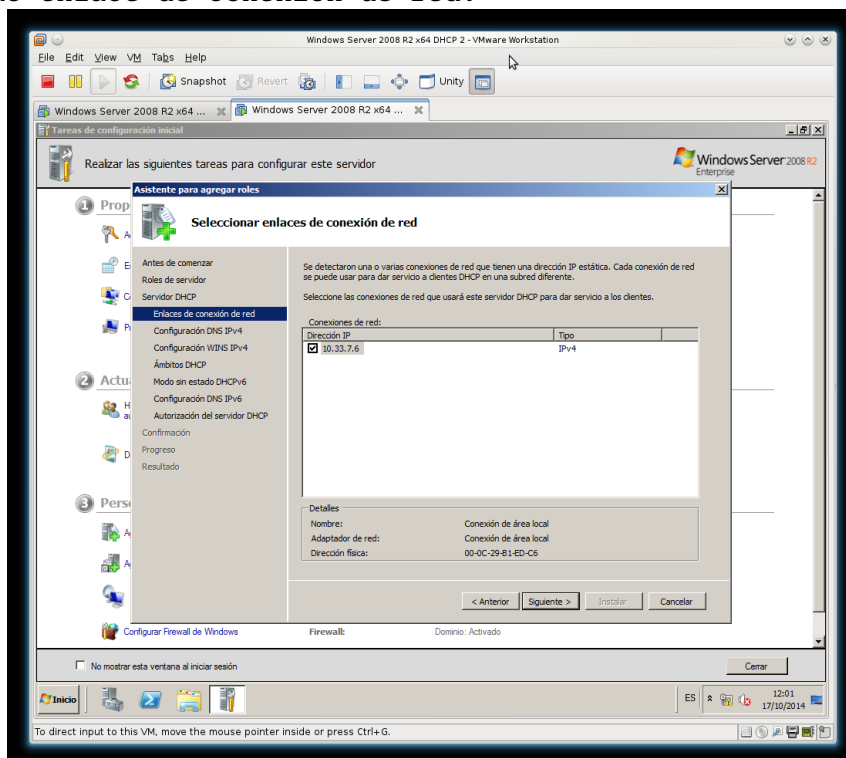 Windows Server 2008 R2 x64 DHCP 2 - VMware Workstation
File Edit View VM Tabs Help
Snapshot Revert Unity
Windows Server 2008 R2 x64 ... Windows Server 2008 R2 x64 ...
Tareas de configuración inicial
Realizar las siguientes tareas para configurar este servidor
Windows Server 2008 R2
Enterprise
Asistente para agregar roles
1 Prop
Seleccionar enlaces de conexión de red
Antes de comenzar
Roles de servidor
Servidor DHCP
Enlaces de conexión de red
Configuración DNS IPv4
Configuración WINS IPv4
Ámbitos DHCP
Modo sin estado DHCPv6
Configuración DNS IPv6
Autorización del servidor DHCP
Confirmación
Progreso
Resultado
Se detectaron una o varias conexiones de red que tienen una dirección IP estática. Cada conexión de red
se puede usar para dar servicio a clientes DHCP en una subred diferente.
Seleccione las conexiones de red que usará este servidor DHCP para dar servicio a los clientes.
Conexiones de red:
Dirección IP Tipo
10.33.7.6 IPv4
2 Actu
3 Pers
Detalles
Nombre: Conexión de área local
Adaptador de red: Conexión de área local
Dirección física: 00-0C-29-B1-ED-C6
< Anterior Siguiente > Instalar Cancelar
Configurar Firewall de Windows Firewall: Dominio: Activado
No mostrar esta ventana al iniciar sesión Cerrar
Inicio ES 12:01
17/10/2014
To direct input to this VM, move the mouse pointer inside or press Ctrl+G.